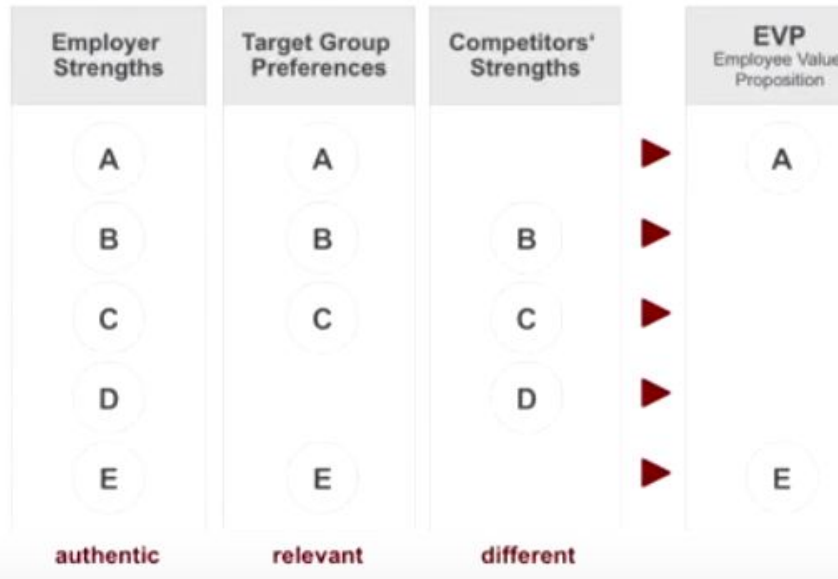 Employer
Strengths
Target Group
Preferences
Competitors'
Strengths
EVP
Employee Value
Proposition
A A A
B B B
C C C
D D
E E E
authentic relevant different